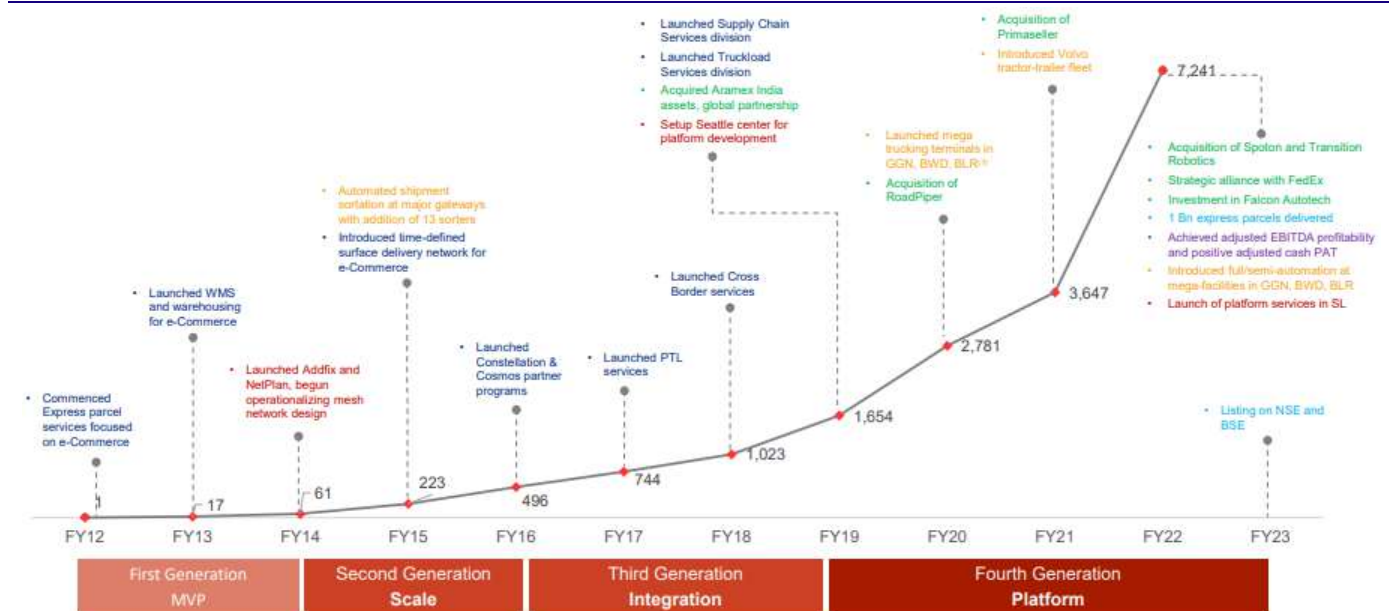 • Launched Supply Chain
Services division
• Launched Truckload
Services division
• Acquired Aramex India
assets, global partnership
• Setup Seattle center for
platform development
• Acquisition of
Primaseller
• Introduced Volvo
tractor-trailer fleet
7,241
• Launched mega
trucking terminals in
GGN, BWD, BLR
• Acquisition of
RoadPiper
• Acquisition of Spoton and Transition
Robotics
• Strategic alliance with FedEx
• Investment in Falcon Autotech
• 1 Bn express parcels delivered
• Achieved adjusted EBITDA profitability
and positive adjusted cash PAT
• Introduced full/semi-automation at
mega-facilities in GGN, BWD, BLR
• Launch of platform services in SL
• Automated shipment
sortation at major gateways
with addition of 13 sorters
• Introduced time-defined
surface delivery network for
e-Commerce
• Launched Cross
Border services
• Launched WMS
and warehousing
for e-Commerce
3,647
2,781
• Launched
Constellation &
Cosmos partner
programs
• Launched PTL
services
• Launched Addfix and
NetPlan, begun
operationalizing mesh
network design
• Commenced
Express parcel
services focused
on e-Commerce
1,654
• Listing on NSE and
BSE
1
17
61
223
496
744
1,023
FY12
FY13
FY14
FY15
FY16
FY17
FY18
FY19
FY20
FY21
FY22
FY23
First Generation
MVP
Second Generation
Scale
Third Generation
Integration
Fourth Generation
Platform